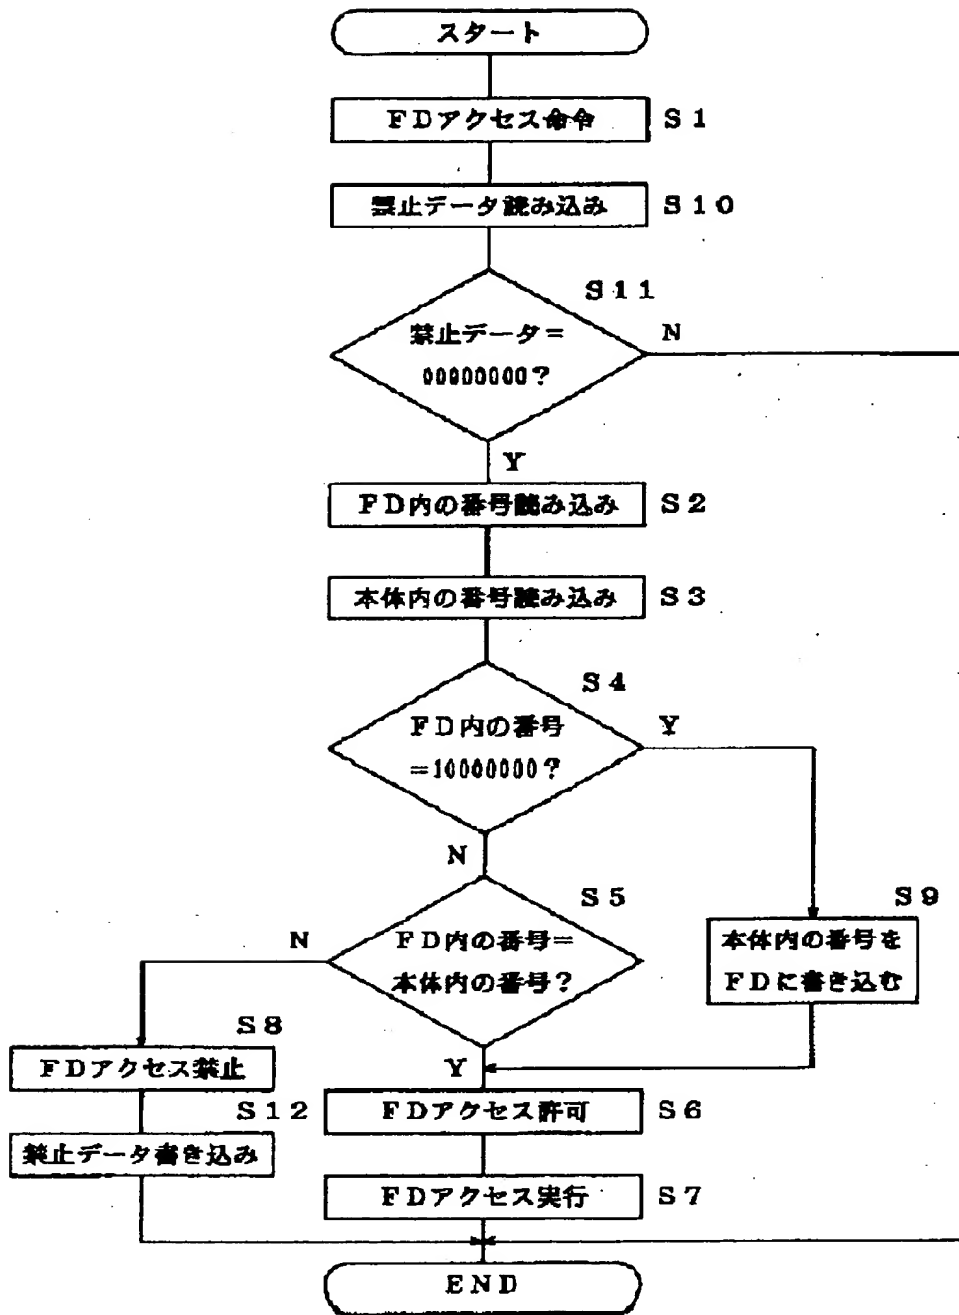 スタート
FDアクセス命令 S1
禁止データ読み込み S10
S11
禁止データ=
00000000?
N
Y
FD内の番号読み込み S2
本体内の番号読み込み S3
S4
FD内の番号
=10000000?
Y
N
S5
FD内の番号=
本体内の番号?
N
Y
S9
本体内の番号を
FDに書き込む
S8
FDアクセス禁止
S12
禁止データ書き込み
FDアクセス許可 S6
FDアクセス実行 S7
END